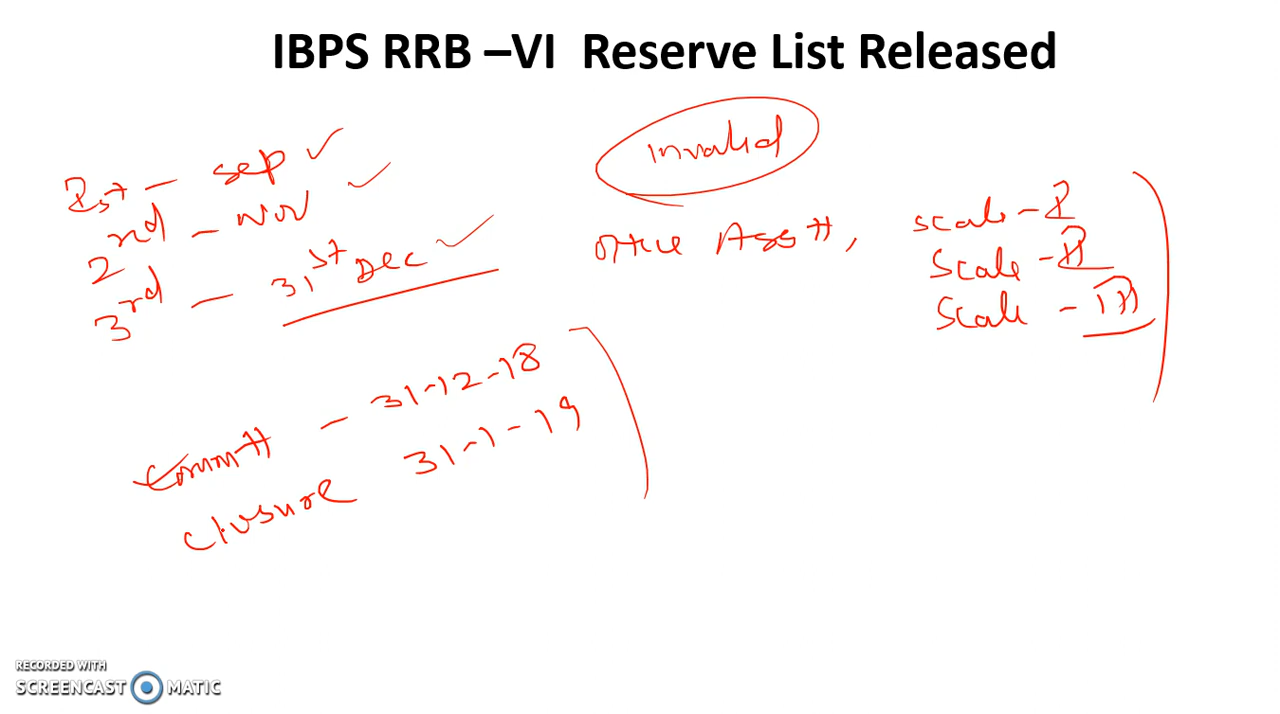 IBPS RRB –VI Reserve List Released
invalid
1st – sep ✓
2nd – Nov ✓
3rd – 31st Dec ✓
office Asstt,
scale – I
Scale – II
Scale – III
– 31-12-18
closure 31-1-19
RECORDED WITH
SCREENCAST MATIC